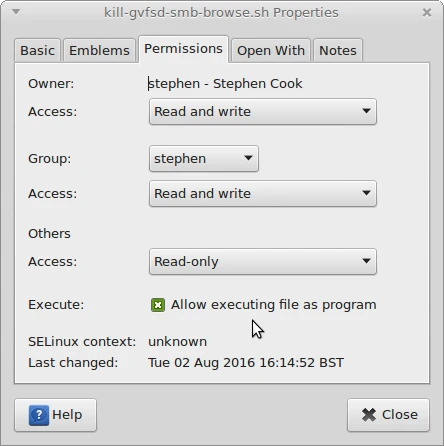 kill-gvfsd-smb-browse.sh Properties
Basic Emblems Permissions Open With Notes
Owner: stephen - Stephen Cook
Access: Read and write
Group: stephen
Access: Read and write
Others
Access: Read-only
Execute: Allow executing file as program
SELinux context: unknown
Last changed: Tue 02 Aug 2016 16:14:52 BST
Help Close